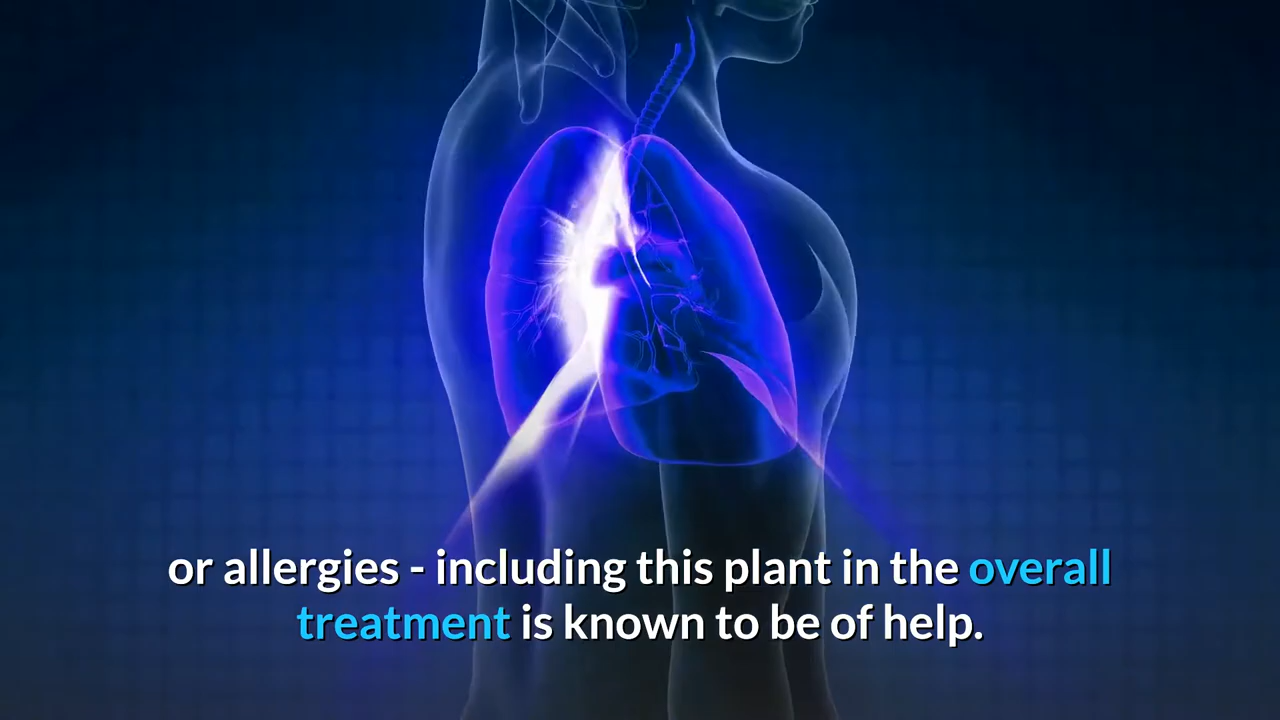 or allergies - including this plant in the overall
treatment is known to be of help.